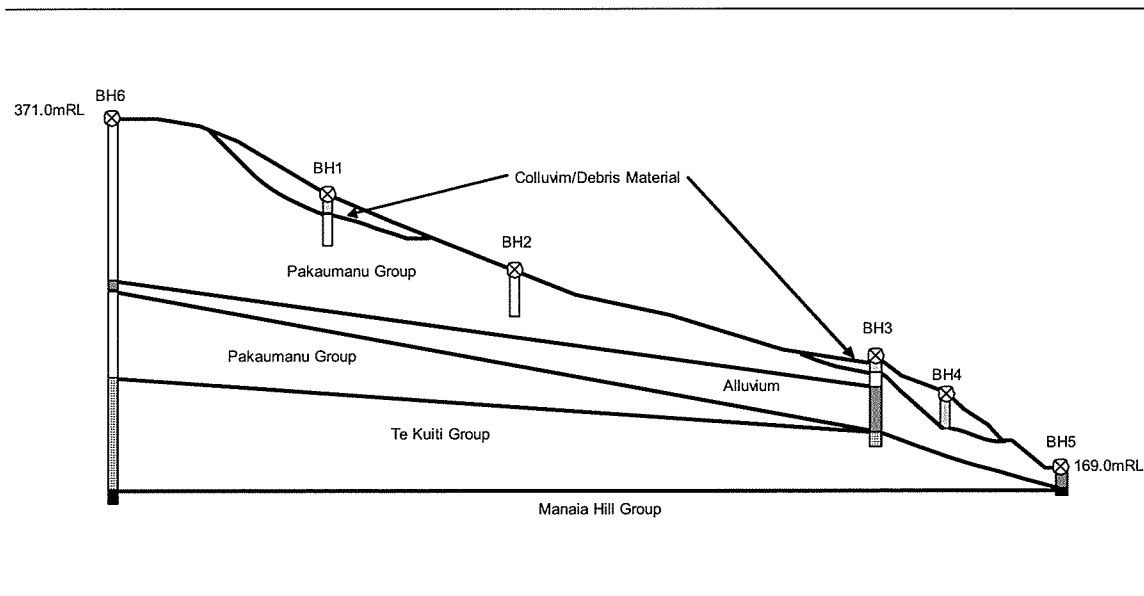 BH6
371.0mRL
BH1
Colluvim/Debris Material
BH2
Pakaumanu Group
BH3
Pakaumanu Group
BH4
Alluvium
Te Kuiti Group
BH5
169.0mRL
Manaia Hill Group